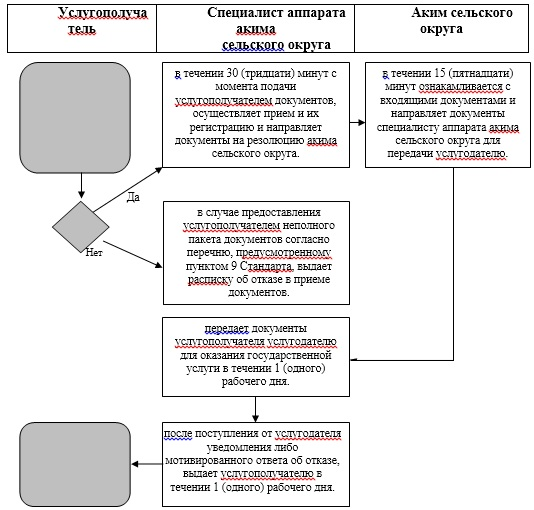 Услугополуча
тель
Специалист аппарата
акима
сельского округа
Аким сельского
округа
в течении 30 (тридцати) минут с
момента подачи
услугополучателем документов,
осуществляет прием и их
регистрацию и направляет
документы на резолюцию акима
сельского округа.
в течении 15 (пятнадцати)
минут ознакамливается с
входящими документами и
направляет документы
специалисту аппарата акима
сельского округа для
передачи услугодателю.
Да
Нет
в случае предоставления
услугополучателем неполного
пакета документов согласно
перечню, предусмотренному
пунктом 9 Стандарта, выдает
расписку об отказе в приеме
документов.
передает документы
услугополучателя услугодателю
для оказания государственной
услуги в течении 1 (одного)
рабочего дня.
после поступления от услугодателя
уведомления либо
мотивированного ответа об отказе,
выдает услугополучателю в
течении 1 (одного) рабочего дня.